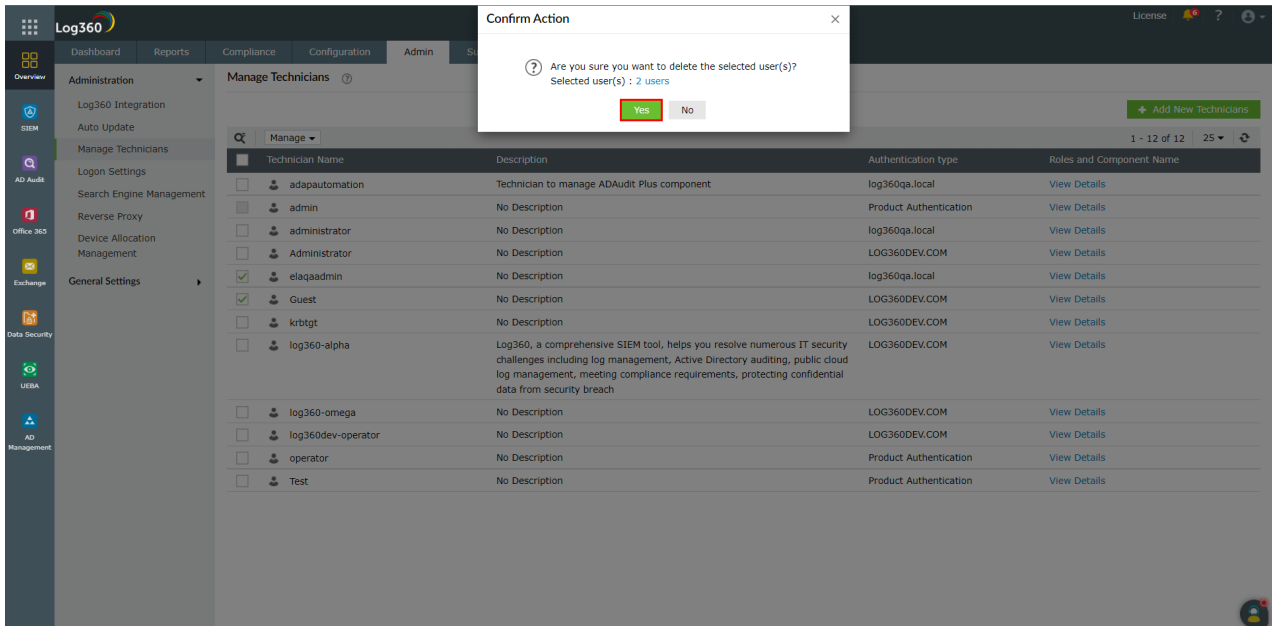 Log360
License
6
?
Confirm Action
Are you sure you want to delete the selected user(s)?
Selected user(s) : 2 users
Yes
No
Dashboard
Reports
Compliance
Configuration
Admin
Su
Overview
SIEM
AD Audit
Office 365
Exchange
Data Security
UEBA
AD
Management
Administration
Log360 Integration
Auto Update
Manage Technicians
Logon Settings
Search Engine Management
Reverse Proxy
Device Allocation
Management
General Settings
Manage Technicians ?
+ Add New Technicians
Manage
1 - 12 of 12 25
Technician Name Description Authentication type Roles and Component Name
adapautomation Technician to manage ADAudit Plus component log360qa.local View Details
admin No Description Product Authentication View Details
administrator No Description log360qa.local View Details
Administrator No Description LOG360DEV.COM View Details
elaqaadmin No Description log360qa.local View Details
Guest No Description LOG360DEV.COM View Details
krbtgt No Description LOG360DEV.COM View Details
log360-alpha Log360, a comprehensive SIEM tool, helps you resolve numerous IT security LOG360DEV.COM View Details
challenges including log management, Active Directory auditing, public cloud
log management, meeting compliance requirements, protecting confidential
data from security breach
log360-omega No Description LOG360DEV.COM View Details
log360dev-operator No Description LOG360DEV.COM View Details
operator No Description Product Authentication View Details
Test No Description Product Authentication View Details